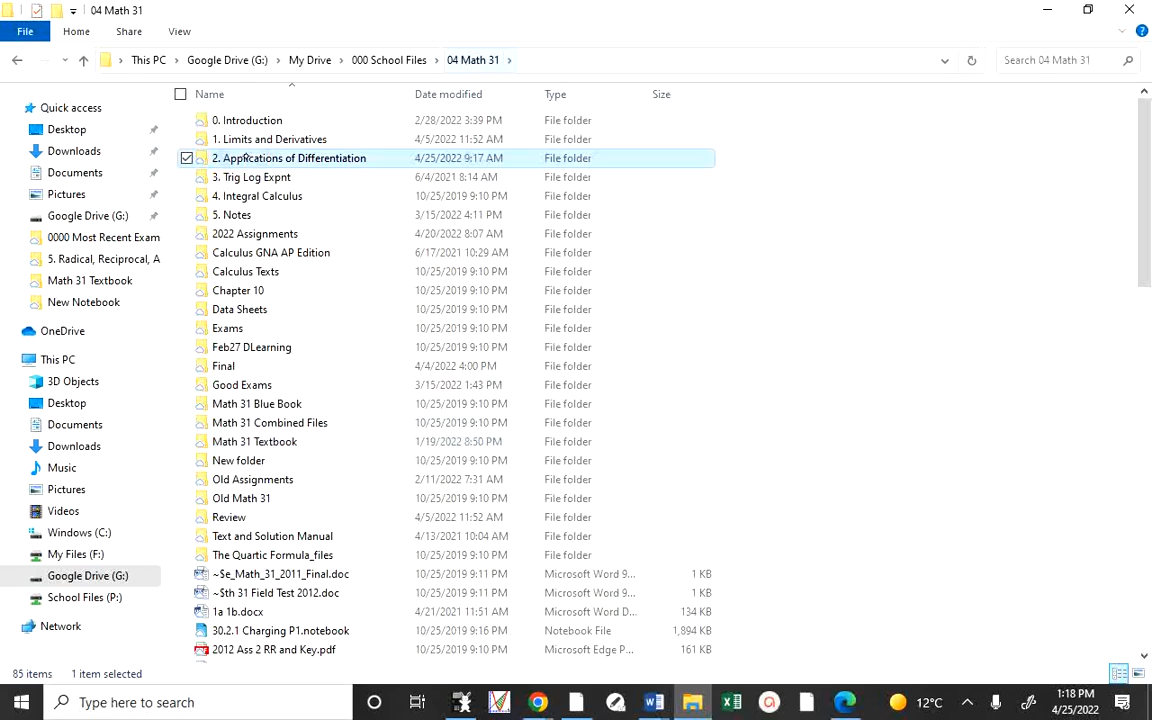 04 Math 31
File Home Share View
This PC Google Drive (G:) My Drive 000 School Files 04 Math 31 Search 04 Math 31
Name Date modified Type Size
Quick access
Desktop
Downloads
Documents
Pictures
Google Drive (G:)
0000 Most Recent Exam
5. Radical, Reciprocal, A
Math 31 Textbook
New Notebook
OneDrive
This PC
3D Objects
Desktop
Documents
Downloads
Music
Pictures
Videos
Windows (C:)
My Files (F:)
Google Drive (G:)
School Files (P:)
Network
0. Introduction 2/28/2022 3:39 PM File folder
1. Limits and Derivatives 4/5/2022 11:52 AM File folder
2. Applications of Differentiation 4/25/2022 9:17 AM File folder
3. Trig Log Expnt 6/4/2021 8:14 AM File folder
4. Integral Calculus 10/25/2019 9:10 PM File folder
5. Notes 3/15/2022 4:11 PM File folder
2022 Assignments 4/20/2022 8:07 AM File folder
Calculus GNA AP Edition 6/17/2021 10:29 AM File folder
Calculus Texts 10/25/2019 9:10 PM File folder
Chapter 10 10/25/2019 9:10 PM File folder
Data Sheets 10/25/2019 9:10 PM File folder
Exams 10/25/2019 9:10 PM File folder
Feb27 DLearning 10/25/2019 9:10 PM File folder
Final 4/4/2022 4:00 PM File folder
Good Exams 3/15/2022 1:43 PM File folder
Math 31 Blue Book 10/25/2019 9:10 PM File folder
Math 31 Combined Files 10/25/2019 9:10 PM File folder
Math 31 Textbook 1/19/2022 8:50 PM File folder
New folder 10/25/2019 9:10 PM File folder
Old Assignments 2/11/2022 7:31 AM File folder
Old Math 31 10/25/2019 9:10 PM File folder
Review 4/5/2022 11:52 AM File folder
Text and Solution Manual 4/13/2021 10:04 AM File folder
The Quartic Formula_files 10/25/2019 9:10 PM File folder
~$e_Math_31_2011_Final.doc 10/25/2019 9:11 PM Microsoft Word 9... 1 KB
~$th 31 Field Test 2012.doc 10/25/2019 9:11 PM Microsoft Word 9... 1 KB
1a 1b.docx 4/21/2021 11:51 AM Microsoft Word D... 134 KB
30.2.1 Charging P1.notebook 10/25/2019 9:16 PM Notebook File 1,894 KB
2012 Ass 2 RR and Key.pdf 10/25/2019 9:10 PM Microsoft Edge P... 161 KB
85 items 1 item selected
Type here to search 12°C 1:18 PM
4/25/2022